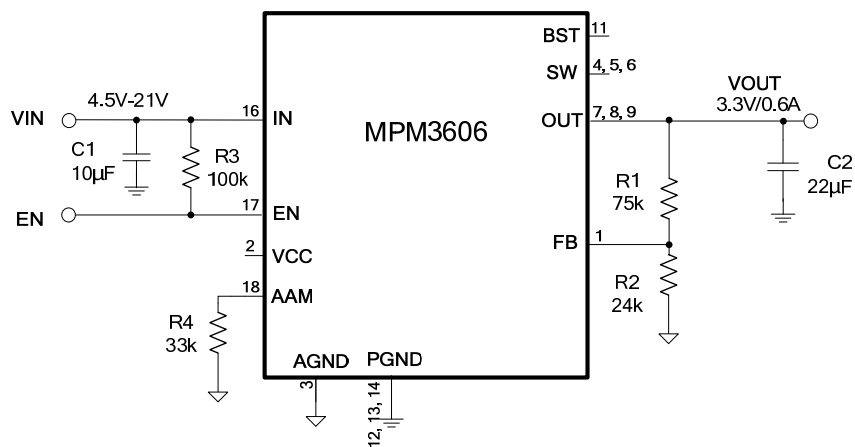 BST 11
SW 4, 5, 6
VIN 4.5V-21V 16 IN
MPM3606
OUT 7, 8, 9
VOUT
3.3V/0.6A
C1
10μF
R3
100k
R1
75k
C2
22μF
EN 17 EN
2 VCC
FB 1
18 AAM
R2
24k
R4
33k
AGND PGND
3
12, 13, 14